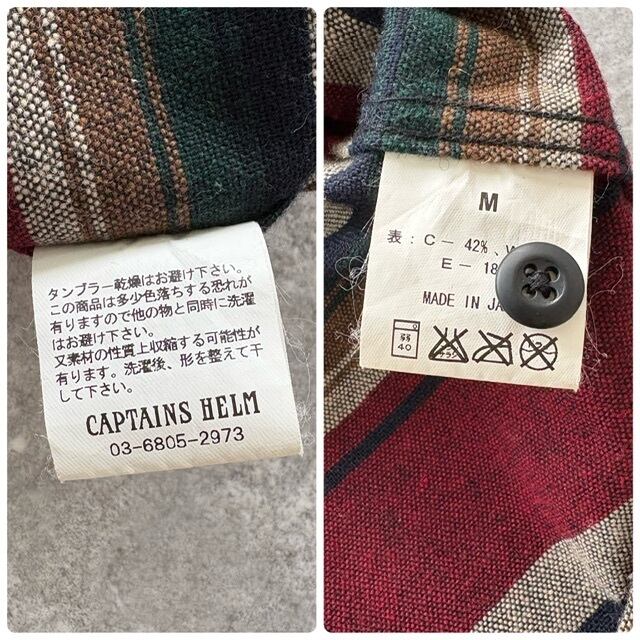 タンブラー乾燥はお避け下さい。
この商品は多少色落ちする恐れが
有りますので他の物と同時に洗濯
はお避け下さい。
又素材の性質上収縮する可能性が
有ります。洗濯後、形を整えて干
して下さい。
CAPTAINS HELM
03-6805-2973
M
表：C－ 42%、
E－ 18
MADE IN
弱
40